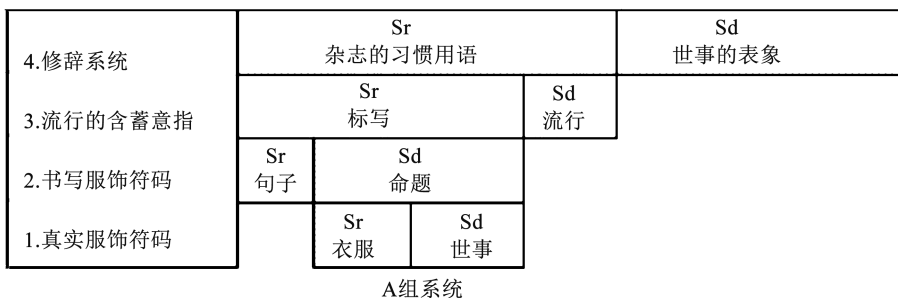 Sr Sd
4.修辞系统 杂志的习惯用语 世事的表象
Sr Sd
3.流行的含蓄意指 标写 流行
Sr Sd
2.书写服饰符码 句子 命题
Sr Sd
1.真实服饰符码 衣服 世事
A组系统